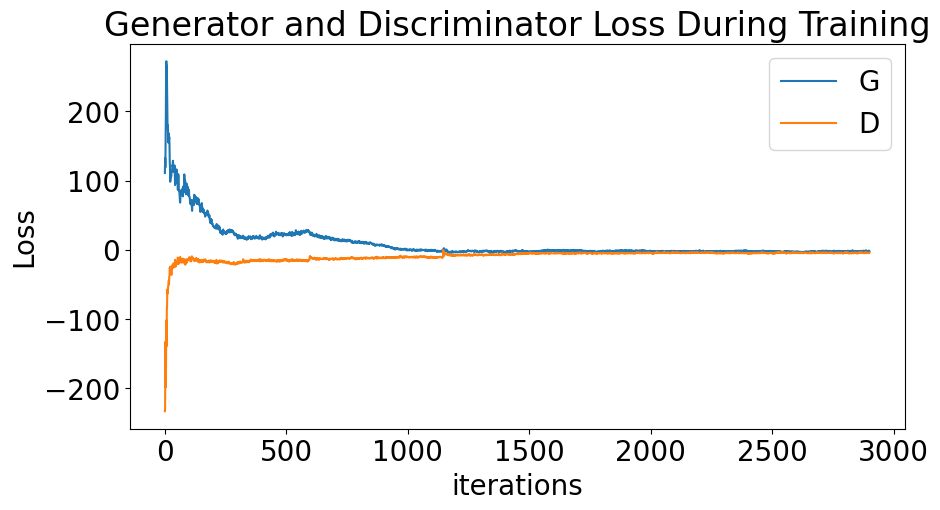 Generator and Discriminator Loss During Training
G
D
Loss
200
100
0
−100
−200
0 500 1000 1500 2000 2500 3000
iterations